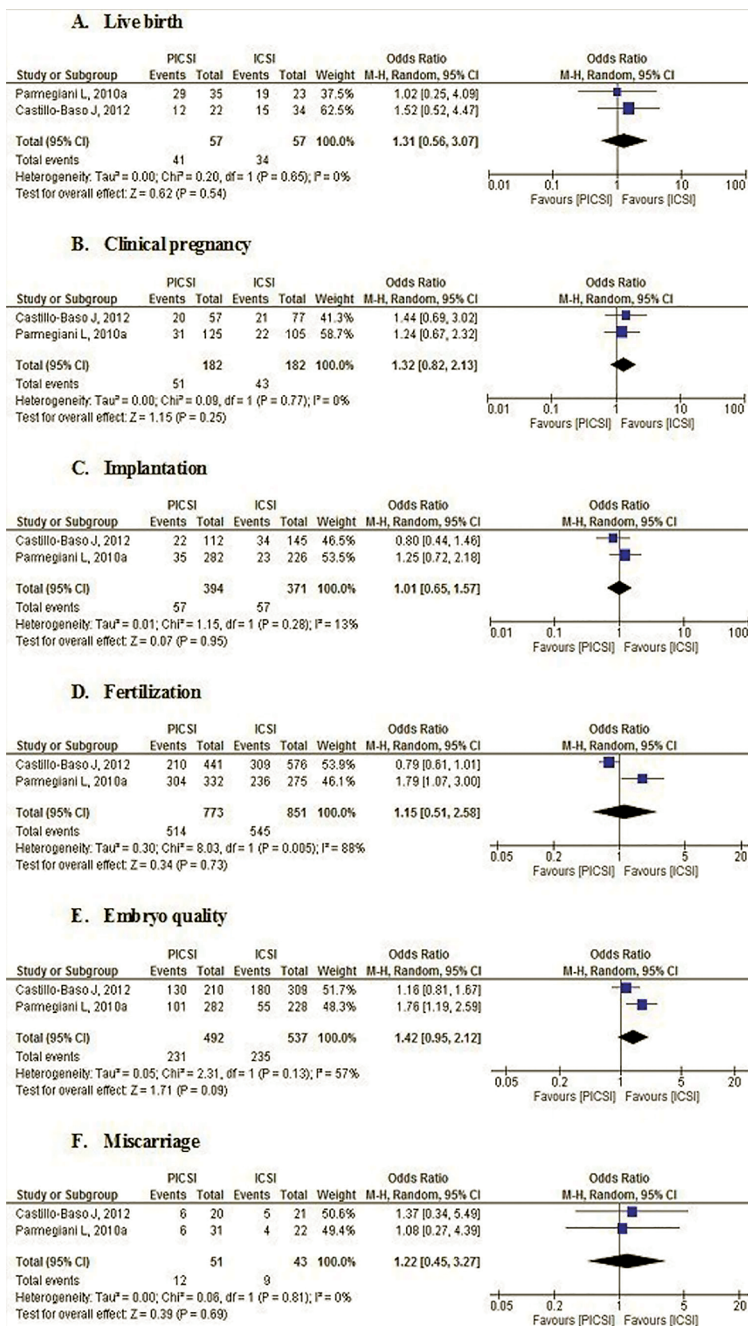 A. Live birth
PICSI ICSI Odds Ratio Odds Ratio
Study or Subgroup Events Total Events Total Weight M-H, Random, 95% CI M-H, Random, 95% CI
Parmegiani L, 2010a 29 35 19 23 37.5% 1.02 [0.25, 4.09]
Castillo-Baso J, 2012 12 22 15 34 62.5% 1.52 [0.52, 4.47]
Total (95% CI) 57 57 100.0% 1.31 [0.56, 3.07]
Total events 41 34
Heterogeneity: Tau² = 0.00; Chi² = 0.20, df = 1 (P = 0.65); I² = 0%
Test for overall effect: Z = 0.62 (P = 0.54)
0.01 0.1 1 10 100
Favours [PICSI] Favours [ICSI]
B. Clinical pregnancy
PICSI ICSI Odds Ratio Odds Ratio
Study or Subgroup Events Total Events Total Weight M-H, Random, 95% CI M-H, Random, 95% CI
Castillo-Baso J, 2012 20 57 21 77 41.3% 1.44 [0.69, 3.02]
Parmegiani L, 2010a 31 125 22 105 58.7% 1.24 [0.67, 2.32]
Total (95% CI) 182 182 100.0% 1.32 [0.82, 2.13]
Total events 51 43
Heterogeneity: Tau² = 0.00; Chi² = 0.09, df = 1 (P = 0.77); I² = 0%
Test for overall effect: Z = 1.15 (P = 0.25)
0.01 0.1 1 10 100
Favours [PICSI] Favours [ICSI]
C. Implantation
PICSI ICSI Odds Ratio Odds Ratio
Study or Subgroup Events Total Events Total Weight M-H, Random, 95% CI M-H, Random, 95% CI
Castillo-Baso J, 2012 22 112 34 145 46.5% 0.80 [0.44, 1.46]
Parmegiani L, 2010a 35 282 23 226 53.5% 1.25 [0.72, 2.18]
Total (95% CI) 394 371 100.0% 1.01 [0.65, 1.57]
Total events 57 57
Heterogeneity: Tau² = 0.01; Chi² = 1.15, df = 1 (P = 0.28); I² = 13%
Test for overall effect: Z = 0.07 (P = 0.95)
0.01 0.1 1 10 100
Favours [PICSI] Favours [ICSI]
D. Fertilization
PICSI ICSI Odds Ratio Odds Ratio
Study or Subgroup Events Total Events Total Weight M-H, Random, 95% CI M-H, Random, 95% CI
Castillo-Baso J, 2012 210 441 309 576 53.9% 0.79 [0.61, 1.01]
Parmegiani L, 2010a 304 332 236 275 46.1% 1.79 [1.07, 3.00]
Total (95% CI) 773 851 100.0% 1.15 [0.51, 2.58]
Total events 514 545
Heterogeneity: Tau² = 0.30; Chi² = 8.03, df = 1 (P = 0.005); I² = 88%
Test for overall effect: Z = 0.34 (P = 0.73)
0.05 0.2 1 5 20
Favours [PICSI] Favours [ICSI]
E. Embryo quality
PICSI ICSI Odds Ratio Odds Ratio
Study or Subgroup Events Total Events Total Weight M-H, Random, 95% CI M-H, Random, 95% CI
Castillo-Baso J, 2012 130 210 180 309 51.7% 1.16 [0.81, 1.67]
Parmegiani L, 2010a 101 282 55 228 48.3% 1.76 [1.19, 2.59]
Total (95% CI) 492 537 100.0% 1.42 [0.95, 2.12]
Total events 231 235
Heterogeneity: Tau² = 0.05; Chi² = 2.31, df = 1 (P = 0.13); I² = 57%
Test for overall effect: Z = 1.71 (P = 0.09)
0.05 0.2 1 5 20
Favours [PICSI] Favours [ICSI]
F. Miscarriage
PICSI ICSI Odds Ratio Odds Ratio
Study or Subgroup Events Total Events Total Weight M-H, Random, 95% CI M-H, Random, 95% CI
Castillo-Baso J, 2012 6 20 5 21 50.6% 1.37 [0.34, 5.49]
Parmegiani L, 2010a 6 31 4 22 49.4% 1.08 [0.27, 4.39]
Total (95% CI) 51 43 100.0% 1.22 [0.45, 3.27]
Total events 12 9
Heterogeneity: Tau² = 0.00; Chi² = 0.06, df = 1 (P = 0.81); I² = 0%
Test for overall effect: Z = 0.39 (P = 0.69)
0.05 0.2 1 5 20
Favours [PICSI] Favours [ICSI]